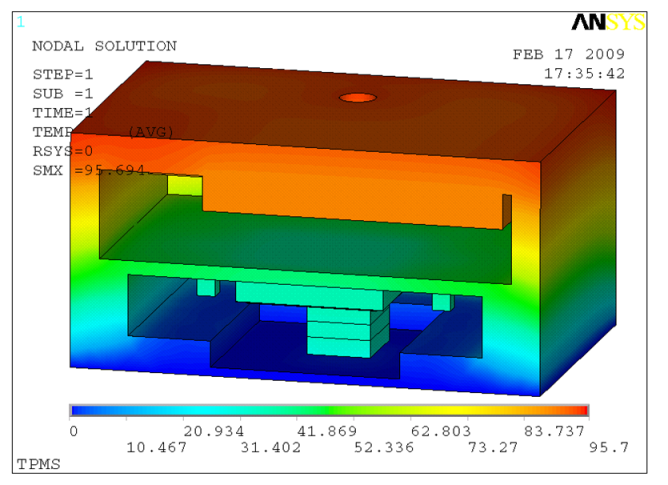 1
ANSYS
NODAL SOLUTION
FEB 17 2009
17:35:42
STEP=1
SUB =1
TIME=1
TEMP (AVG)
RSYS=0
SMX =95.694
0 20.934 41.869 62.803 83.737
10.467 31.402 52.336 73.27 95.7
TPMS